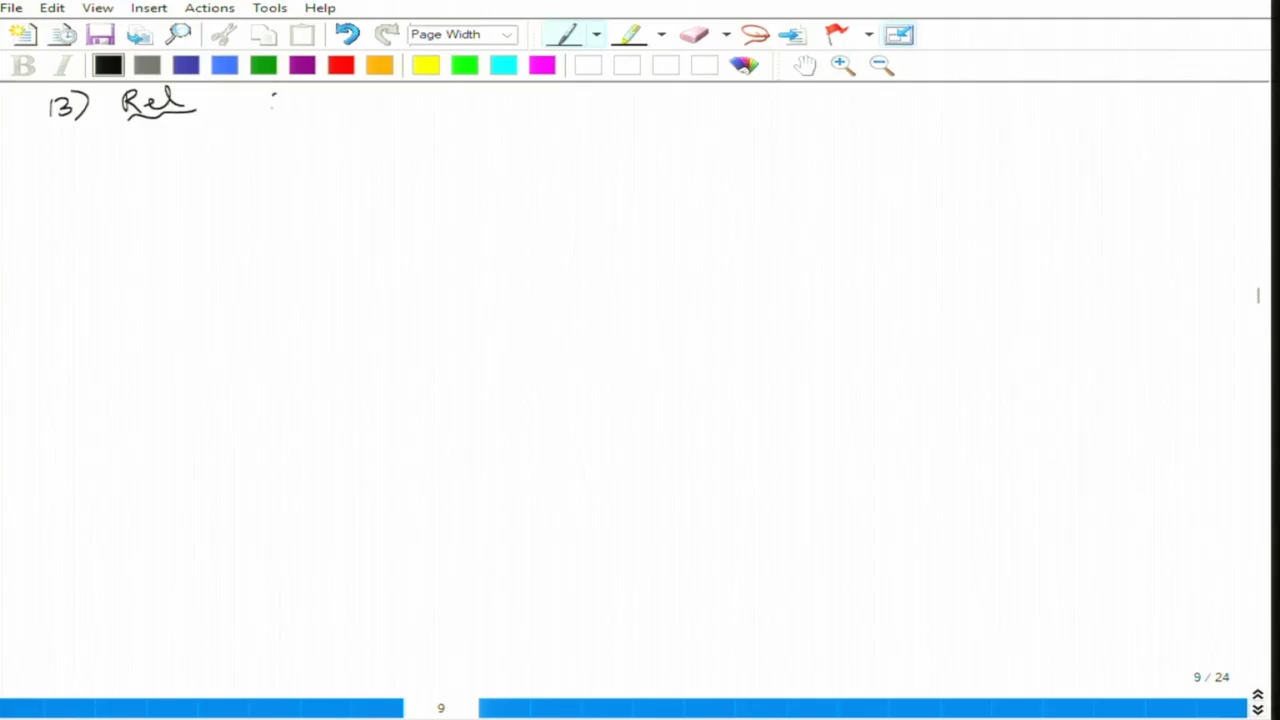 File Edit View Insert Actions Tools Help
Page Width
B I
13) Rel :
9 / 24
9